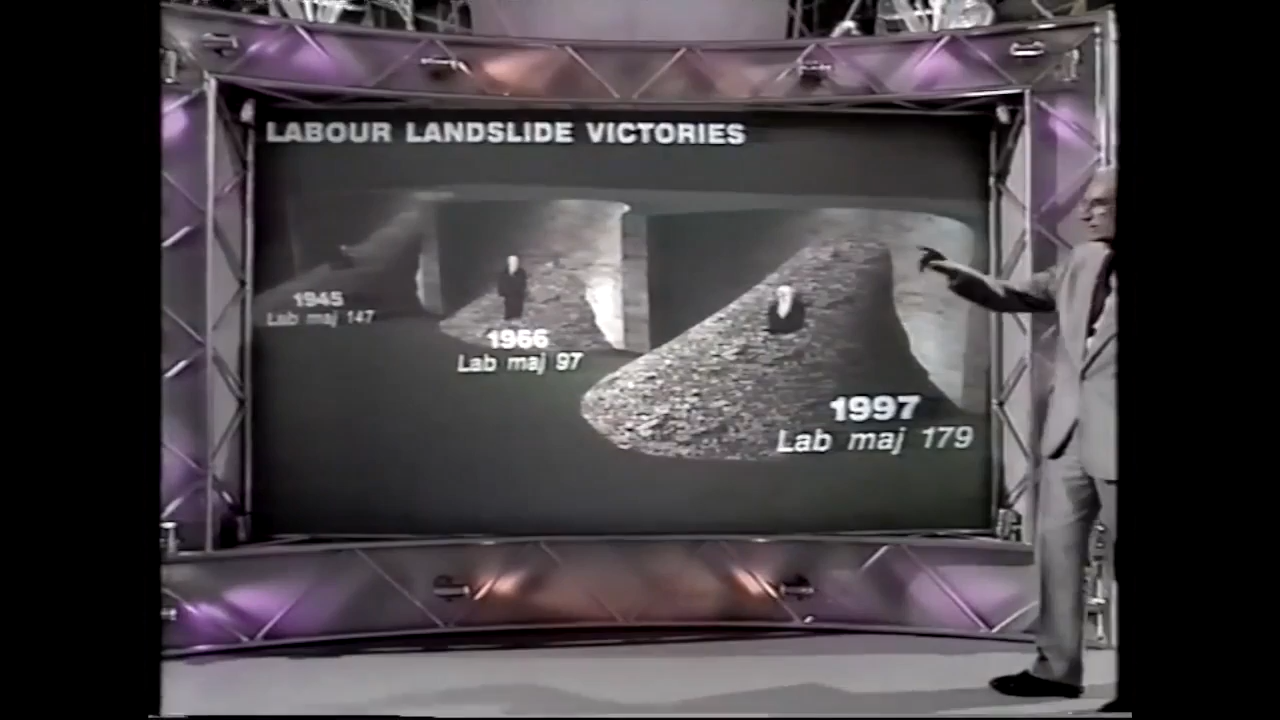 LABOUR LANDSLIDE VICTORIES
1945
Lab maj 147
1966
Lab maj 97
1997
Lab maj 179